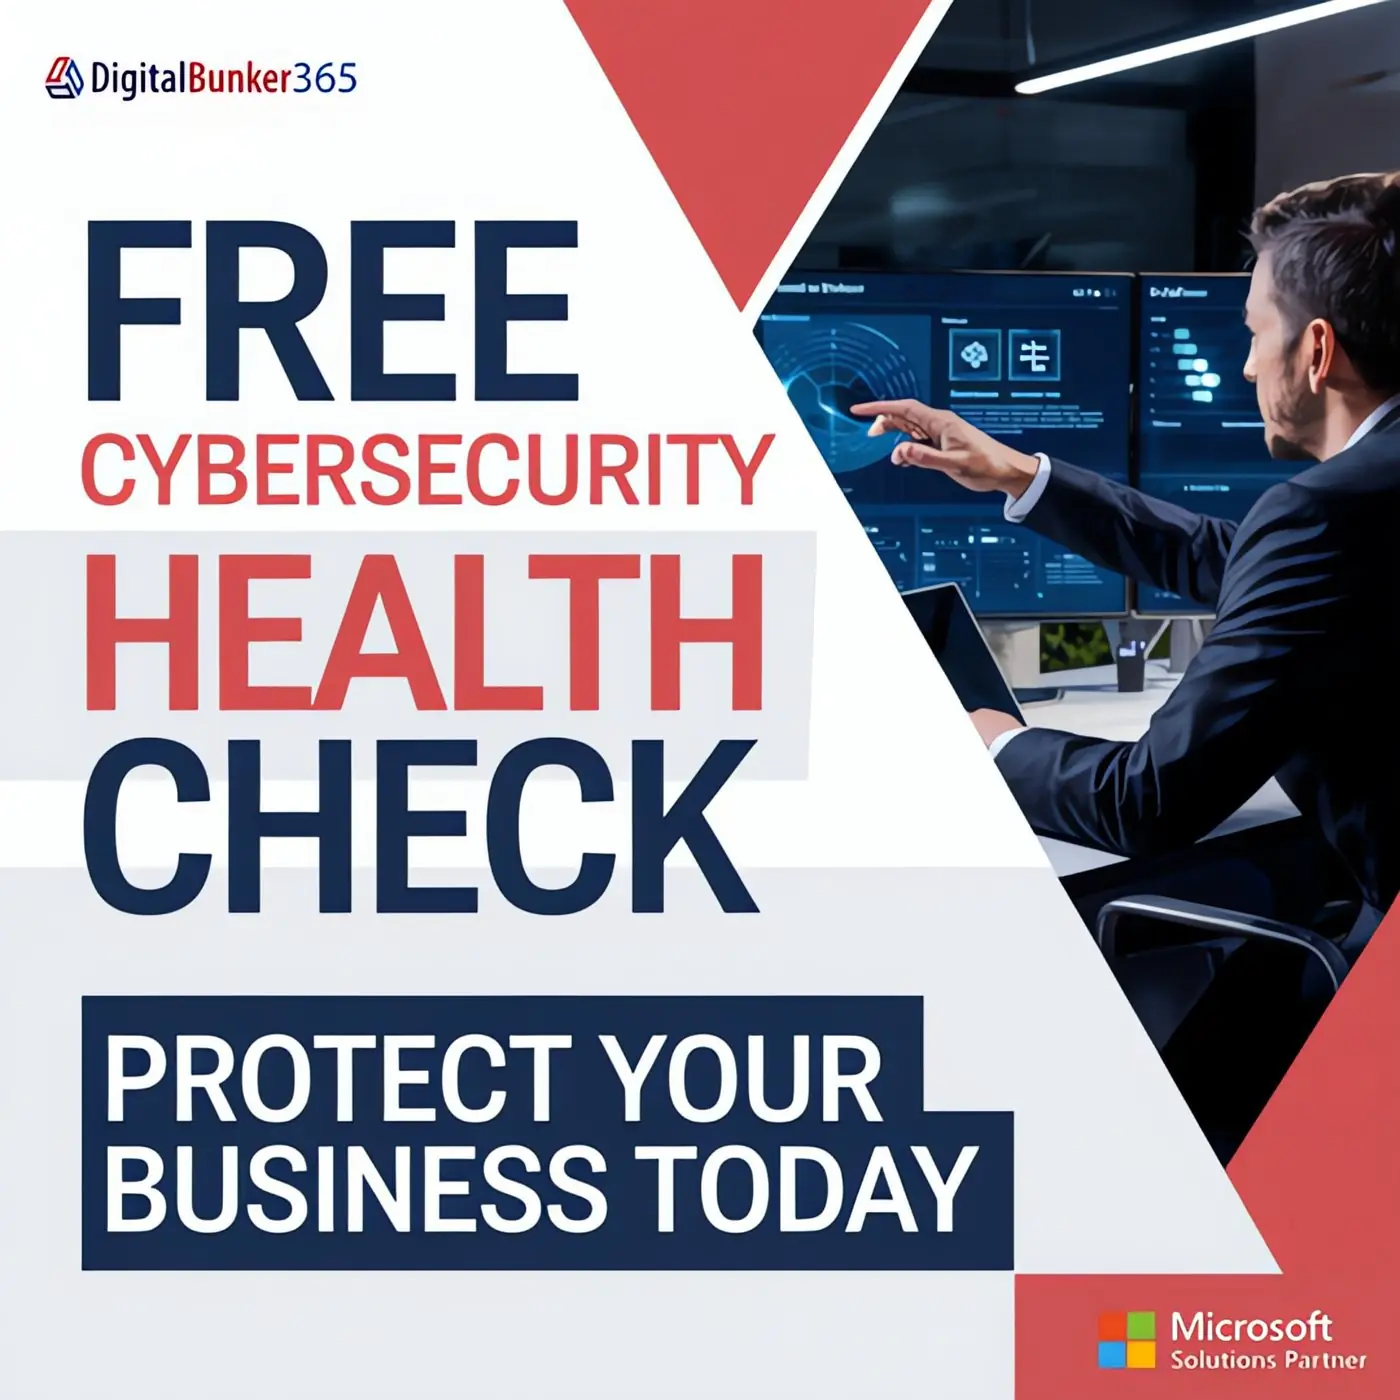 DigitalBunker365
FREE
CYBERSECURITY
HEALTH
CHECK
PROTECT YOUR
BUSINESS TODAY
Microsoft
Solutions Partner